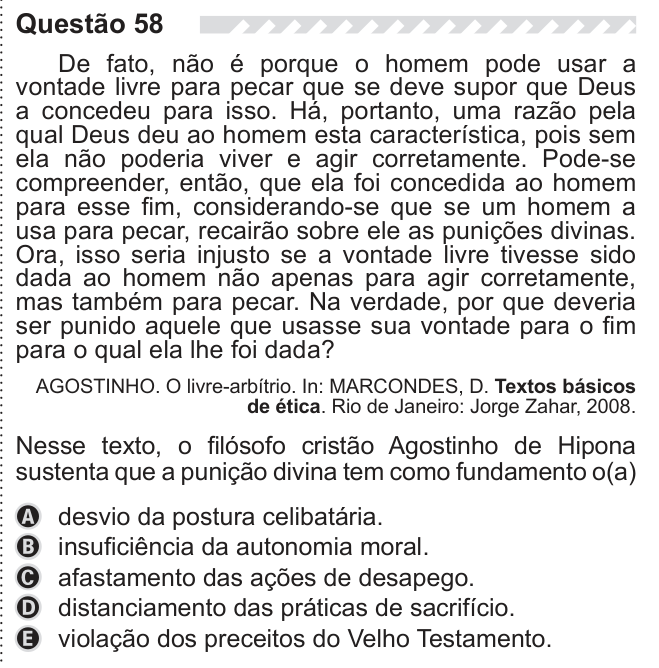 Questão 58
De fato, não é porque o homem pode usar a
vontade livre para pecar que se deve supor que Deus
a concedeu para isso. Há, portanto, uma razão pela
qual Deus deu ao homem esta característica, pois sem
ela não poderia viver e agir corretamente. Pode-se
compreender, então, que ela foi concedida ao homem
para esse fim, considerando-se que se um homem a
usa para pecar, recairão sobre ele as punições divinas.
Ora, isso seria injusto se a vontade livre tivesse sido
dada ao homem não apenas para agir corretamente,
mas também para pecar. Na verdade, por que deveria
ser punido aquele que usasse sua vontade para o fim
para o qual ela lhe foi dada?
AGOSTINHO. O livre-arbítrio. In: MARCONDES, D. Textos básicos
de ética. Rio de Janeiro: Jorge Zahar, 2008.
Nesse texto, o filósofo cristão Agostinho de Hipona
sustenta que a punição divina tem como fundamento o(a)
A desvio da postura celibatária.
B insuficiência da autonomia moral.
C afastamento das ações de desapego.
D distanciamento das práticas de sacrifício.
E violação dos preceitos do Velho Testamento.